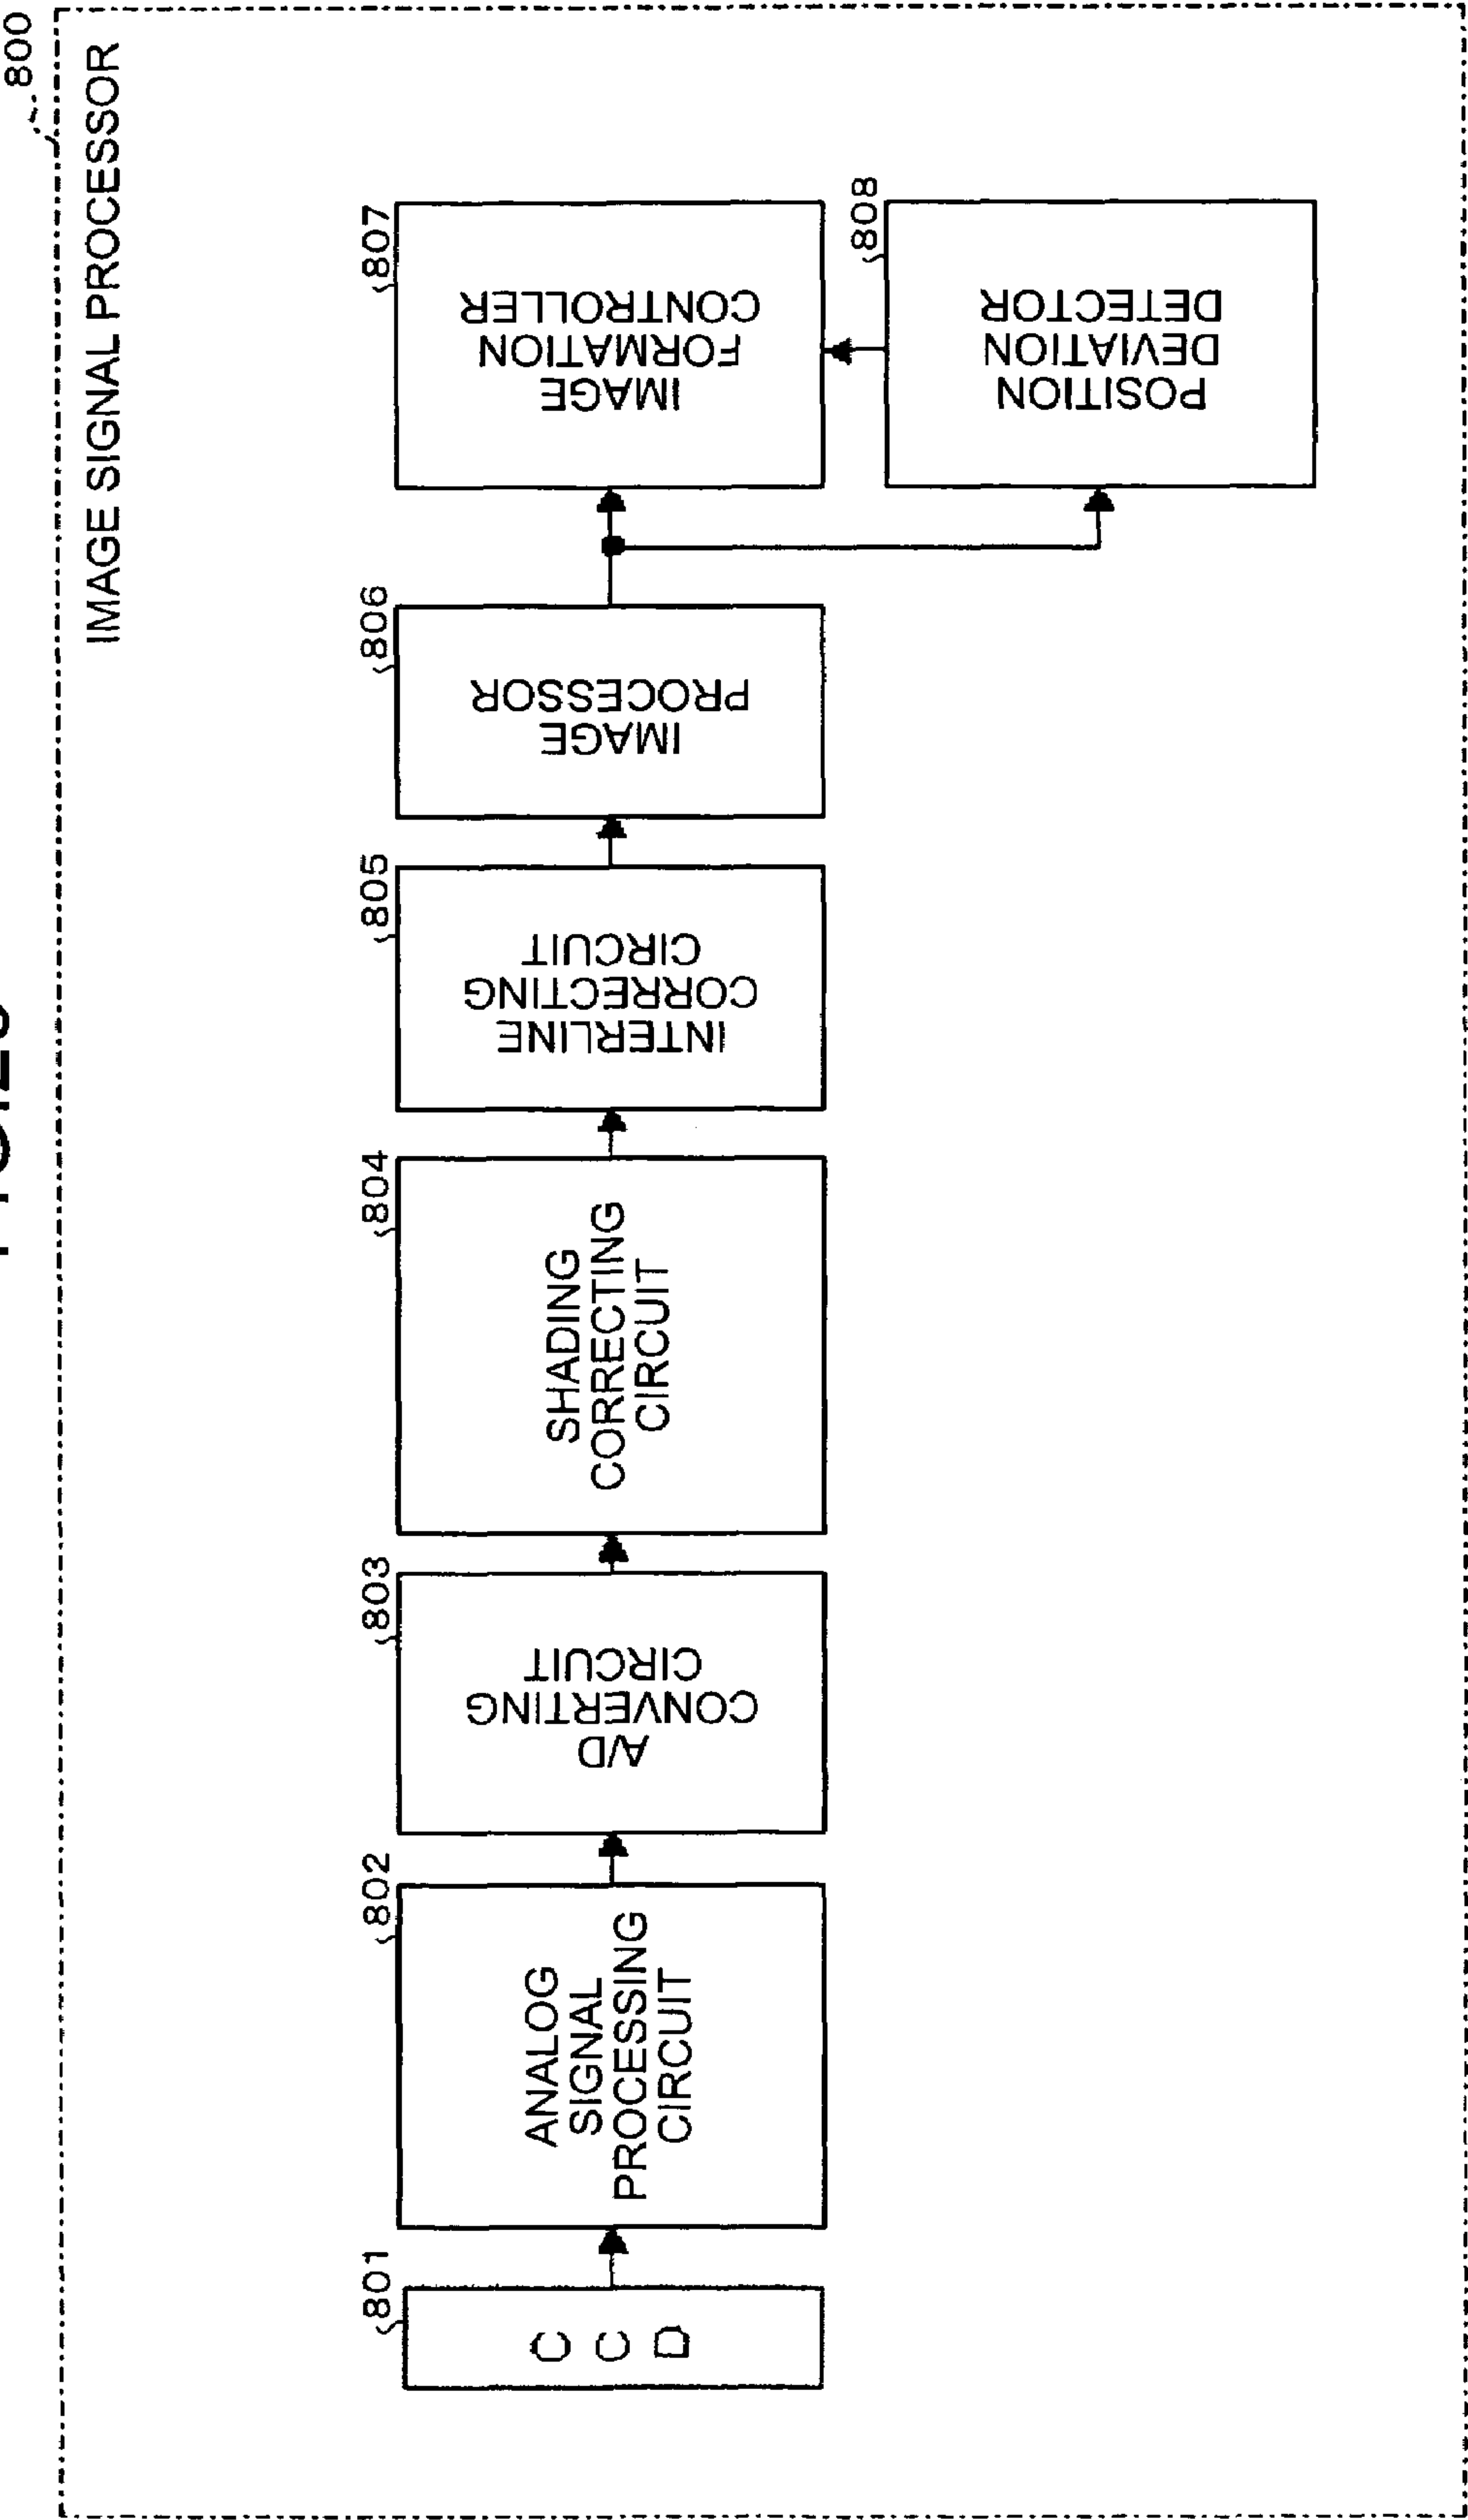 800
IMAGE SIGNAL PROCESSOR
801
C C D
802
ANALOG
SIGNAL
PROCESSING
CIRCUIT
803
A/D
CONVERTING
CIRCUIT
804
SHADING
CORRECTING
CIRCUIT
805
INTERLINE
CORRECTING
CIRCUIT
806
IMAGE
PROCESSOR
807
IMAGE
FORMATION
CONTROLLER
808
POSITION
DEVIATION
DETECTOR